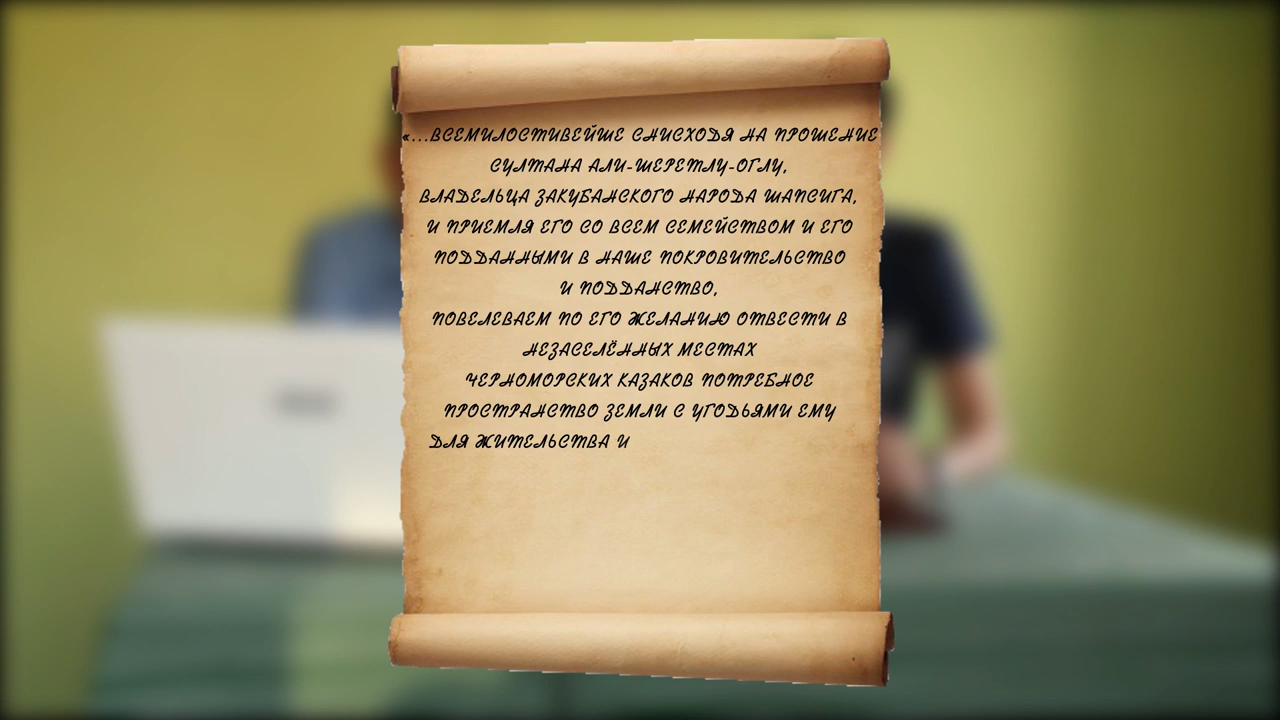 «...ВСЕМИЛОСТИВЕЙШЕ СНИСХОДЯ НА ПРОШЕНИЕ
СУЛТАНА АЛИ-ШЕРЕТЛУ-ОГЛУ,
ВЛАДЕЛЬЦА ЗАКУБАНСКОГО НАРОДА ШАПСИГА,
И ПРИЕМЛЯ ЕГО СО ВСЕМ СЕМЕЙСТВОМ И ЕГО
ПОДДАННЫМИ В НАШЕ ПОКРОВИТЕЛЬСТВО
И ПОДДАНСТВО,
ПОВЕЛЕВАЕМ ПО ЕГО ЖЕЛАНИЮ ОТВЕСТИ В
НЕЗАСЕЛЁННЫХ МЕСТАХ
ЧЕРНОМОРСКИХ КАЗАКОВ ПОТРЕБНОЕ
ПРОСТРАНСТВО ЗЕМЛИ С УГОДЬЯМИ ЕМУ
ДЛЯ ЖИТЕЛЬСТВА И